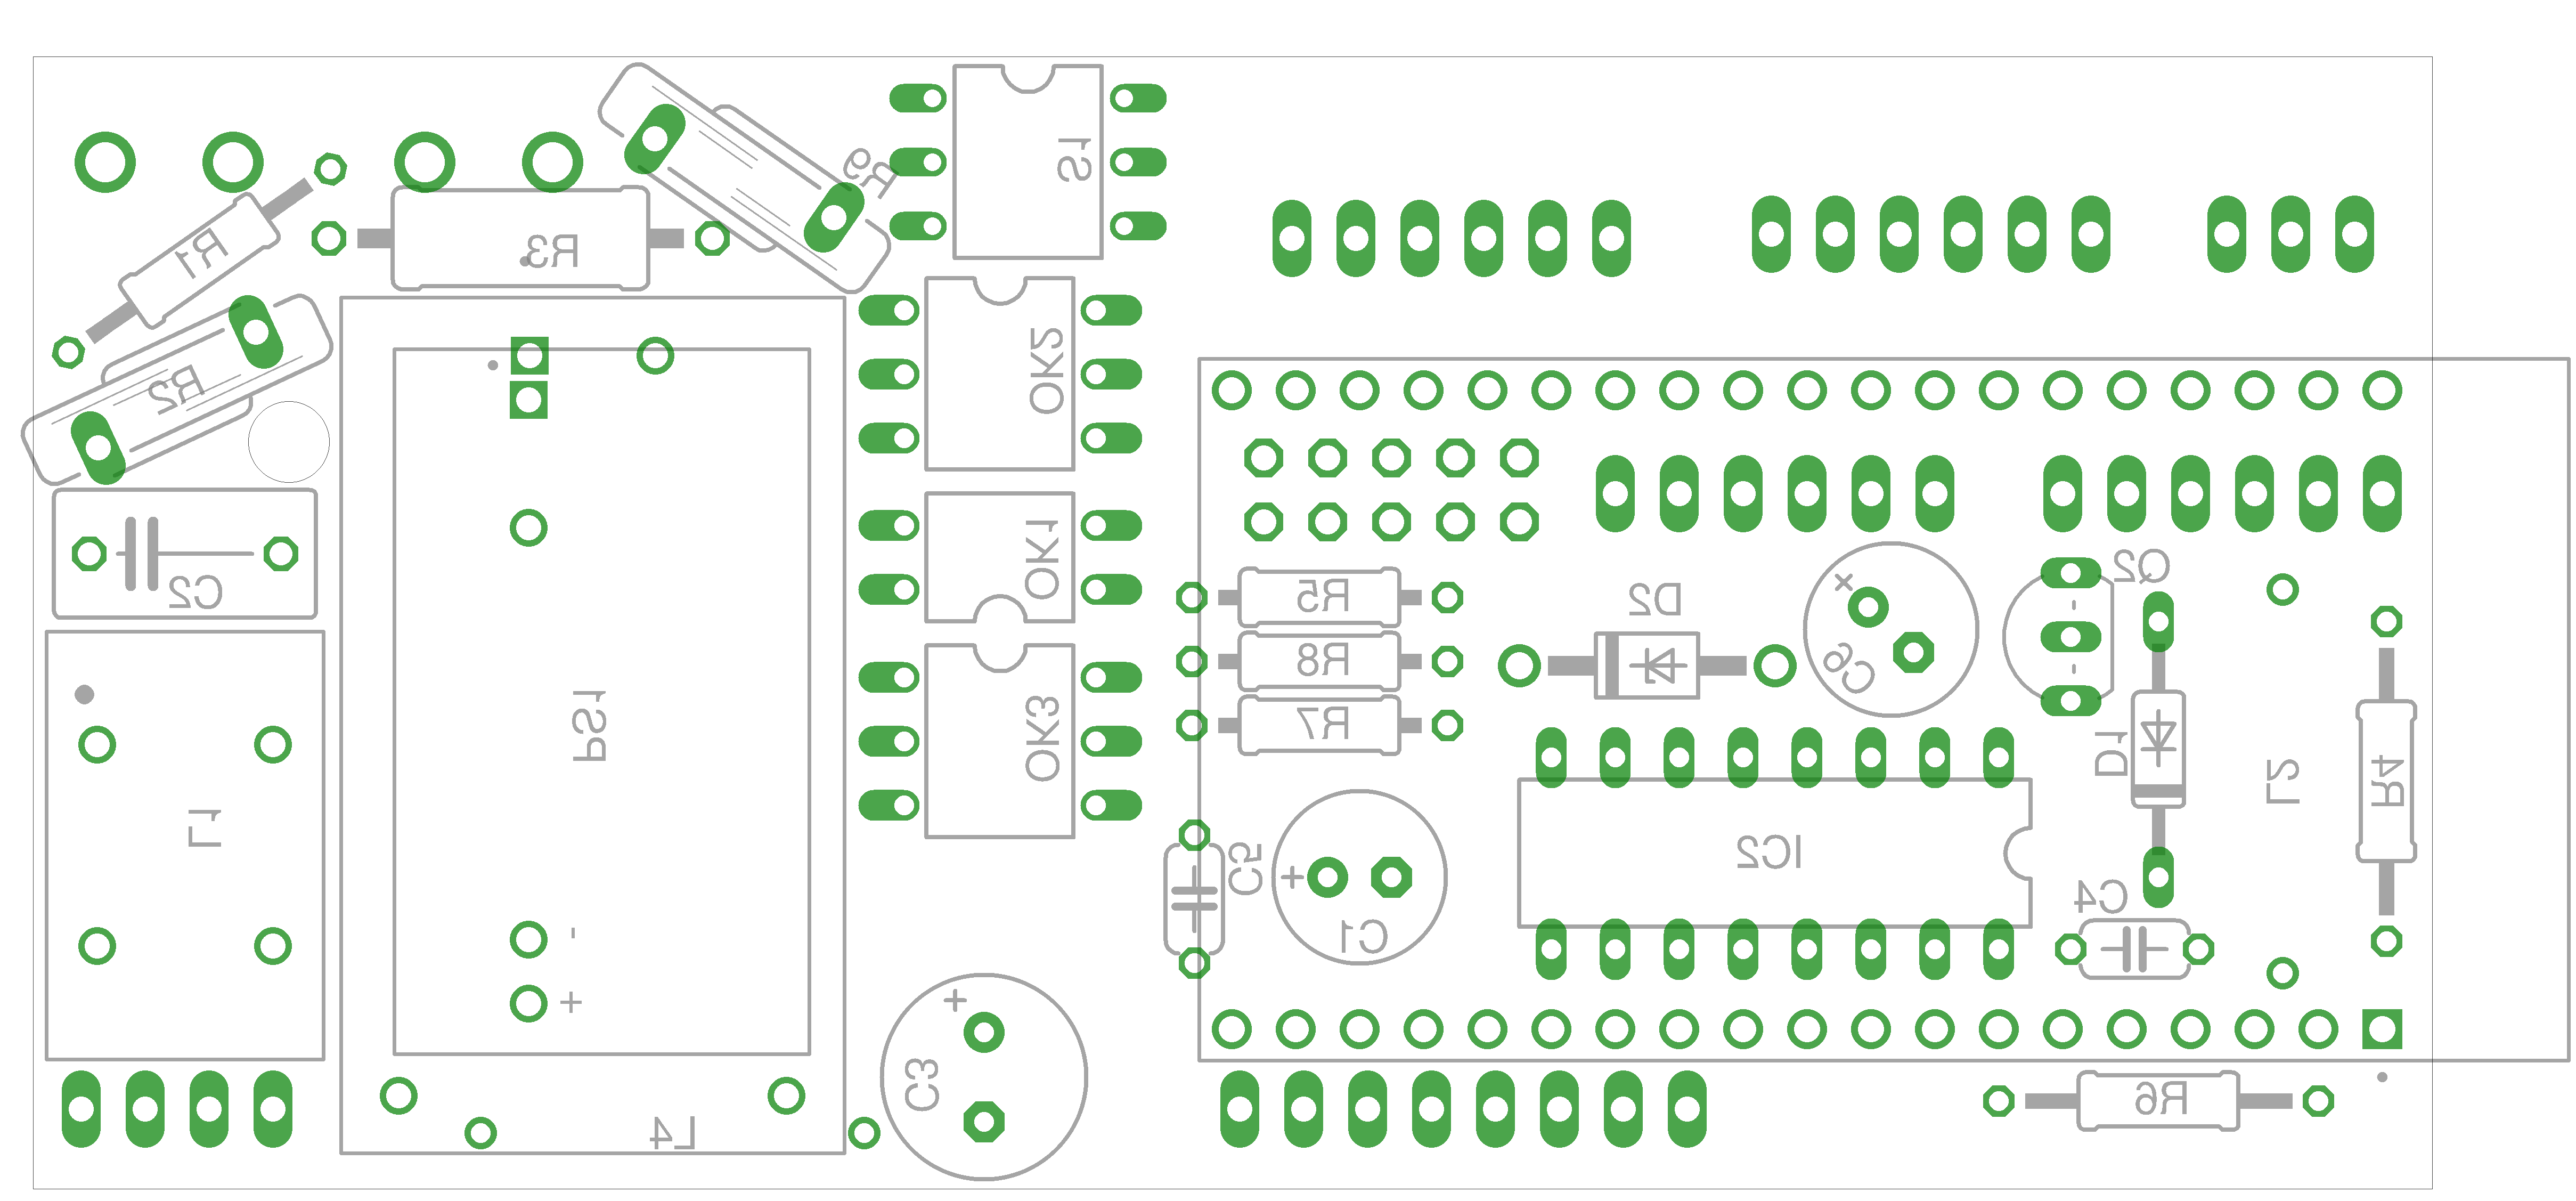 S1
R9
R1
R3
OK2
R2
OK1
C2
Q2
R5
D2
R8
C6
R7
PS1
OK3
D1
L2
R4
L1
IC2
C5
C4
C1
-
+
+
C3
R6
L4